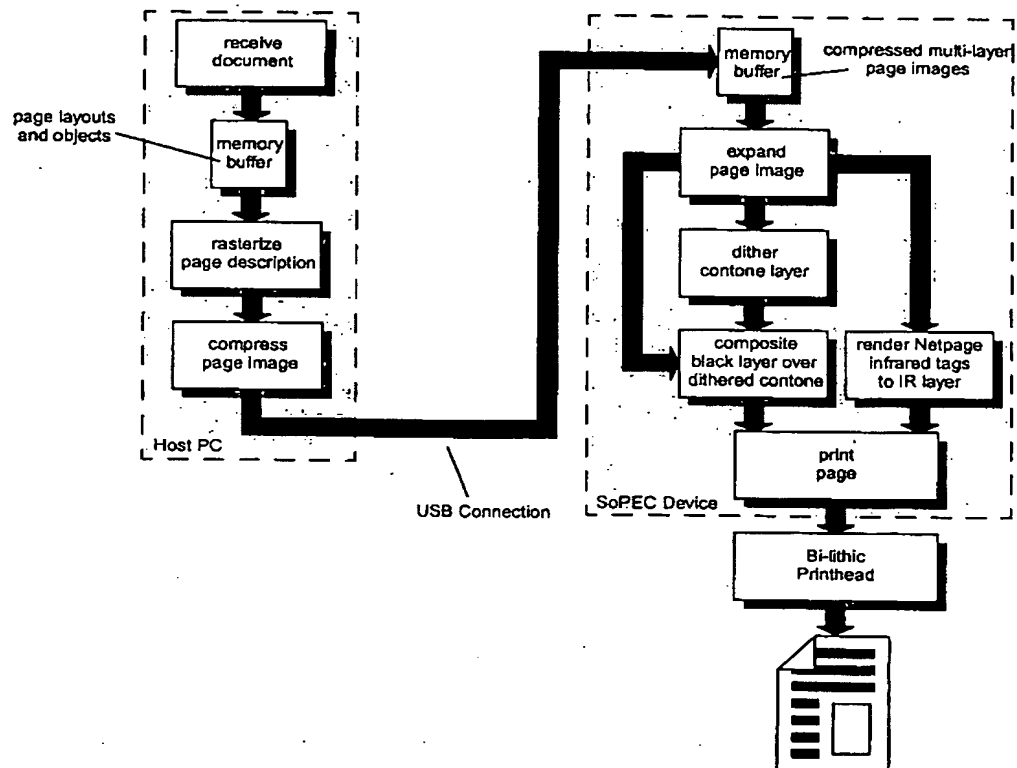 receive
document
page layouts
and objects
memory
buffer
rasterize
page description
compress
page image
Host PC
USB Connection
memory
buffer
compressed multi-layer
page images
expand
page image
dither
contone layer
composite
black layer over
dithered contone
render Netpage
infrared tags
to IR layer
print
page
SoPEC Device
Bi-lithic
Printhead